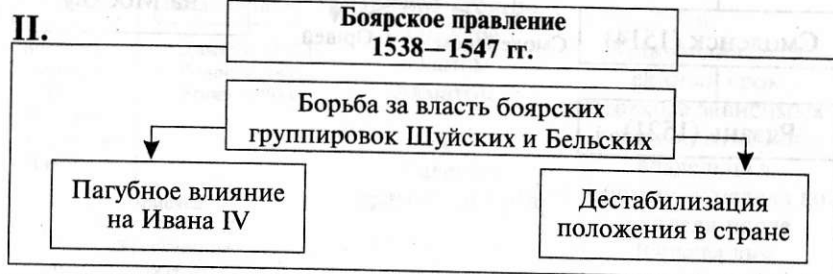 II.
Боярское правление
1538—1547 гг.
Борьба за власть боярских
группировок Шуйских и Бельских
Пагубное влияние
на Ивана IV
Дестабилизация
положения в стране